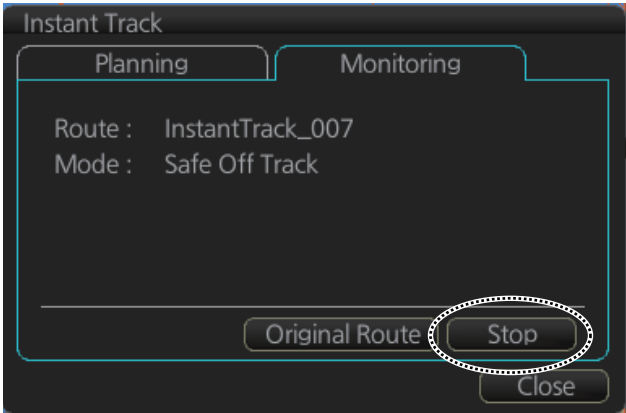 Instant Track
Planning Monitoring
Route : InstantTrack_007
Mode : Safe Off Track
Original Route Stop
Close